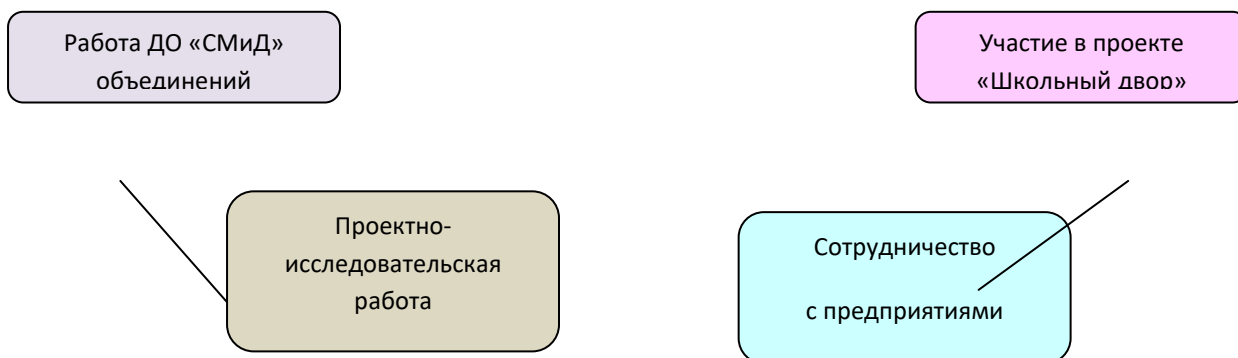 Работа ДО «СМиД»
объединений
Участие в проекте
«Школьный двор»
Проектно-
исследовательская
работа
Сотрудничество
с предприятиями